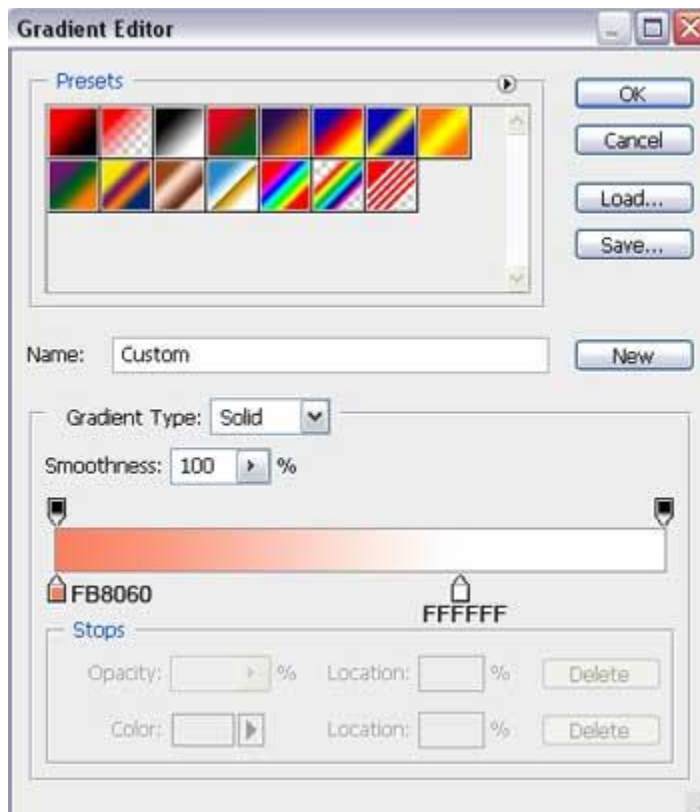 Gradient Editor
Presets
OK
Cancel
Load...
Save...
Name: Custom
New
Gradient Type: Solid
Smoothness: 100 %
FB8060
FFFFFF
Stops
Opacity: % Location: % Delete
Color: Location: % Delete